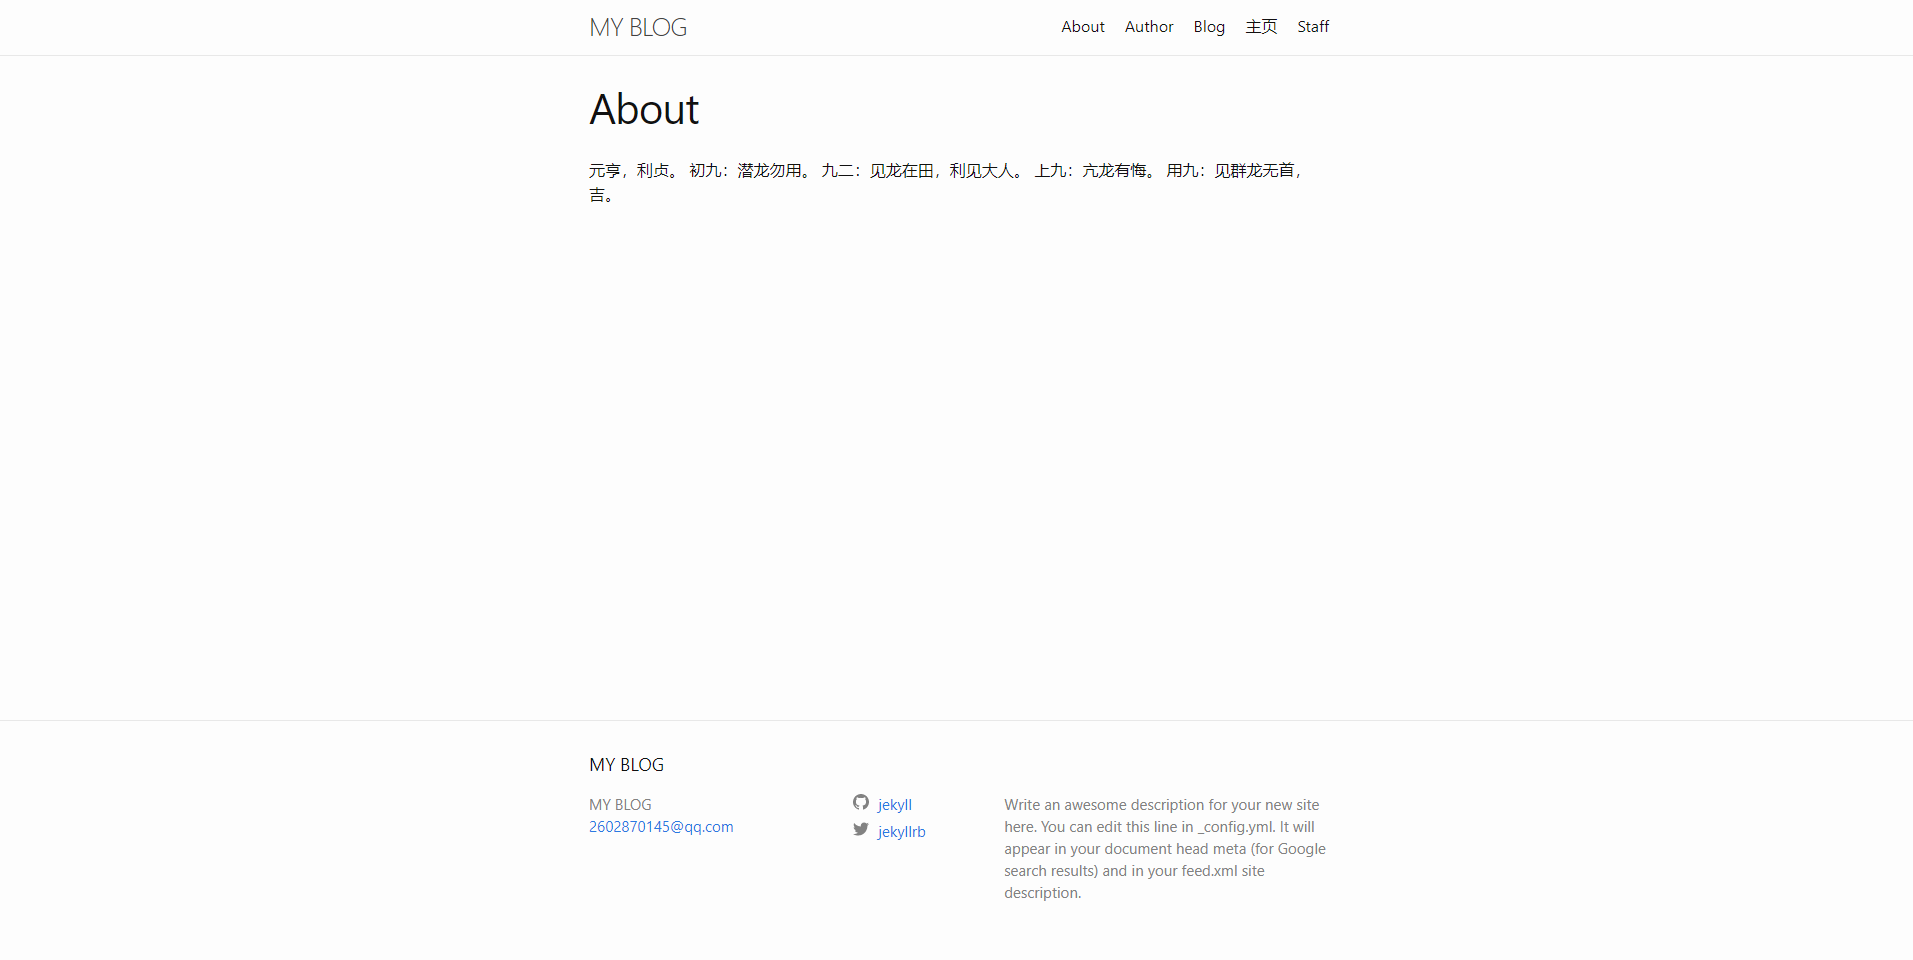 MY BLOG
About Author Blog 主页 Staff
About
元亨，利贞。 初九：潜龙勿用。 九二：见龙在田，利见大人。 上九：亢龙有悔。 用九：见群龙无首，
吉。
MY BLOG
MY BLOG
2602870145@qq.com
jekyll
jekyllrb
Write an awesome description for your new site
here. You can edit this line in _config.yml. It will
appear in your document head meta (for Google
search results) and in your feed.xml site
description.